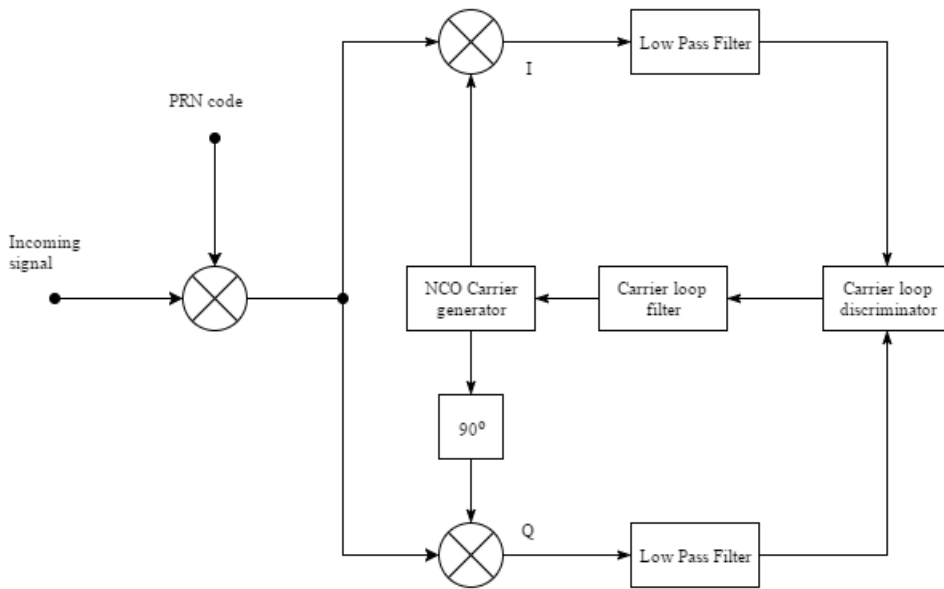 Low Pass Filter
I
PRN code
Incoming
signal
NCO Carrier
generator
Carrier loop
filter
Carrier loop
discriminator
90⁰
Q
Low Pass Filter